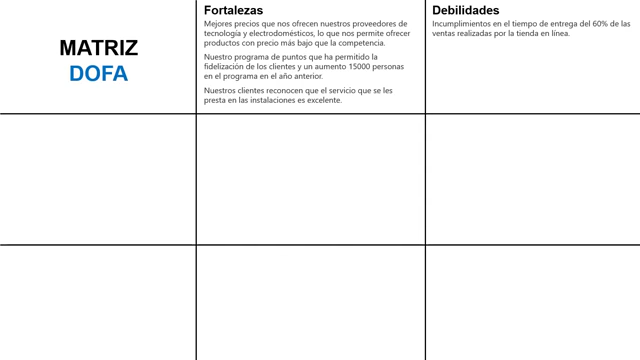 MATRIZ
DOFA
Fortalezas
Mejores precios que nos ofrecen nuestros proveedores de
tecnología y electrodomésticos, lo que nos permite ofrecer
productos con precio más bajo que la competencia.
Nuestro programa de puntos que ha permitido la
fidelización de los clientes y un aumento 15000 personas
en el programa en el año anterior.
Nuestros clientes reconocen que el servicio que se les
presta en las instalaciones es excelente.
Debilidades
Incumplimientos en el tiempo de entrega del 60% de las
ventas realizadas por la tienda en línea.